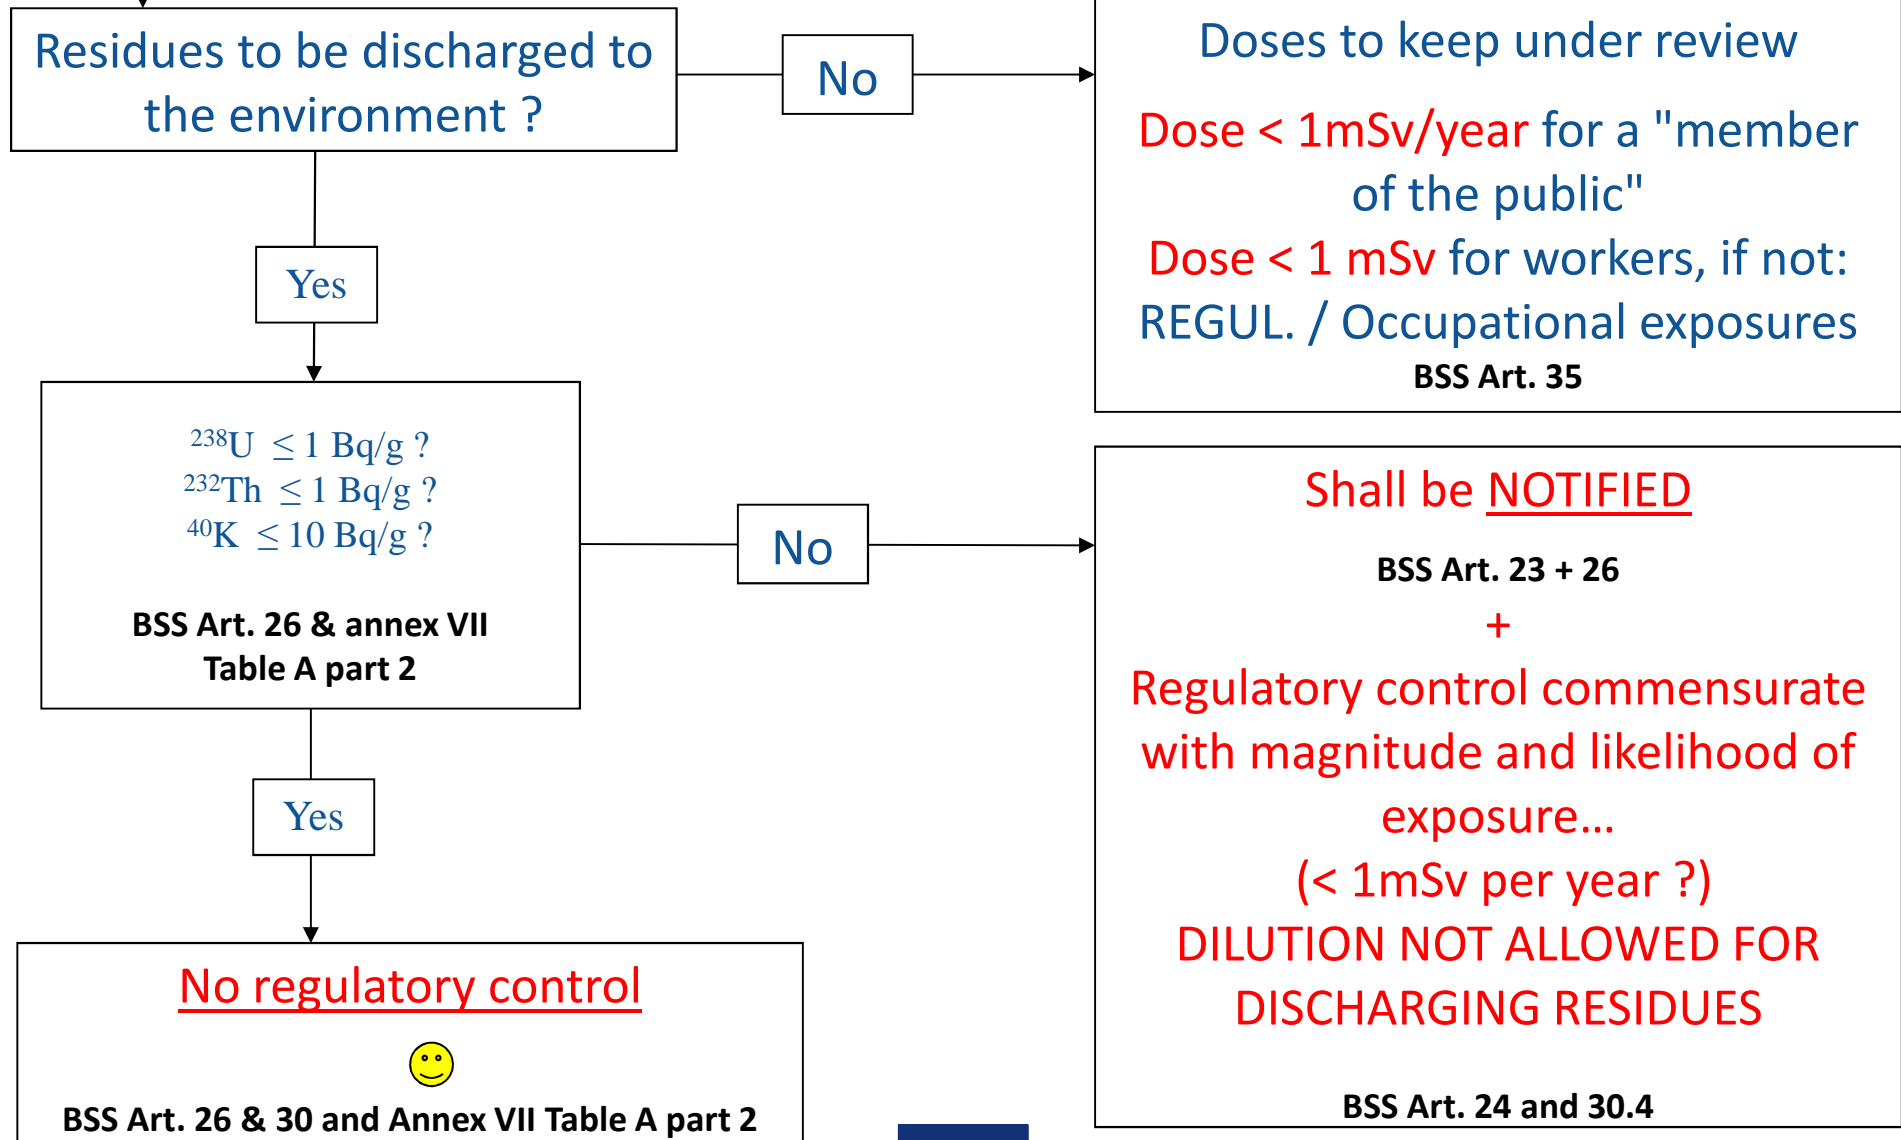 Residues to be discharged to
the environment ?
No
Doses to keep under review
Dose < 1mSv/year for a "member
of the public"
Dose < 1 mSv for workers, if not:
REGUL. / Occupational exposures
BSS Art. 35
Yes
²³⁸U ≤ 1 Bq/g ?
²³²Th ≤ 1 Bq/g ?
⁴⁰K ≤ 10 Bq/g ?
BSS Art. 26 & annex VII
Table A part 2
No
Shall be NOTIFIED
BSS Art. 23 + 26
+
Regulatory control commensurate
with magnitude and likelihood of
exposure...
(< 1mSv per year ?)
DILUTION NOT ALLOWED FOR
DISCHARGING RESIDUES
BSS Art. 24 and 30.4
Yes
No regulatory control
BSS Art. 26 & 30 and Annex VII Table A part 2